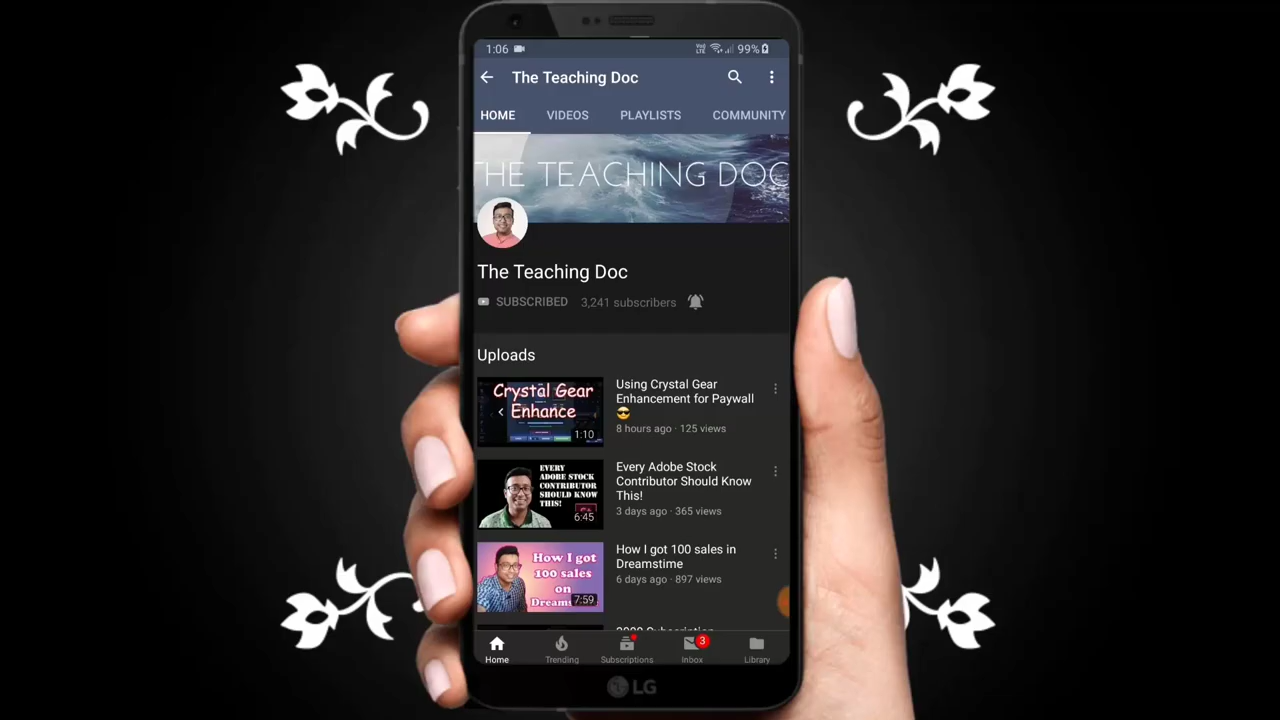 1:06
Vo) LTE 99%
The Teaching Doc
HOME VIDEOS PLAYLISTS COMMUNITY
THE TEACHING DOC
The Teaching Doc
SUBSCRIBED 3,241 subscribers
Uploads
Crystal Gear
Enhance
1:10
Using Crystal Gear
Enhancement for Paywall
😎
8 hours ago · 125 views
EVERY
ADOBE STOCK
CONTRIBUTOR
SHOULD KNOW
THIS!
6:45
Every Adobe Stock
Contributor Should Know
This!
3 days ago · 365 views
How I got
100 sales
on
7:59
How I got 100 sales in
Dreamstime
6 days ago · 897 views
Home Trending Subscriptions Inbox 3 Library
LG